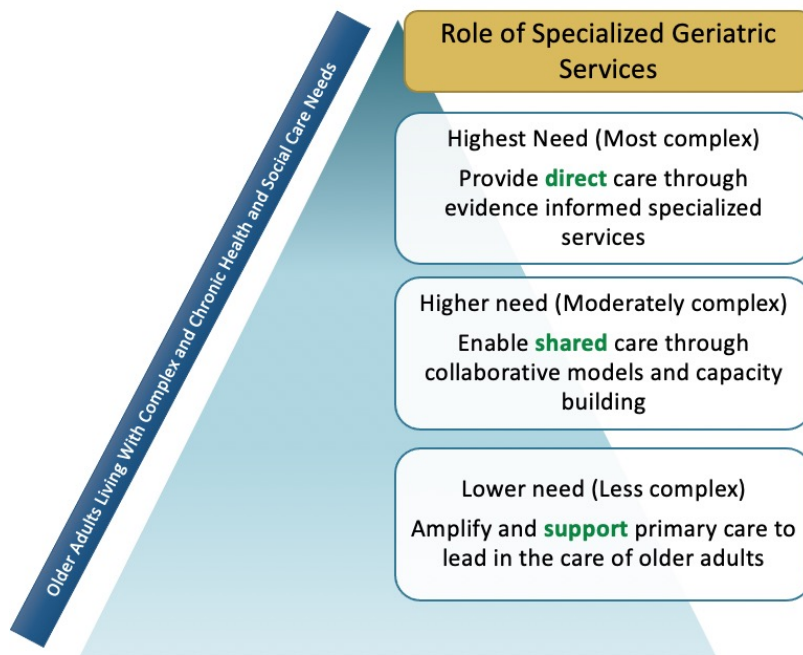 Older Adults Living With Complex and Chronic Health and Social Care Needs
Role of Specialized Geriatric
Services
Highest Need (Most complex)
Provide direct care through
evidence informed specialized
services
Higher need (Moderately complex)
Enable shared care through
collaborative models and capacity
building
Lower need (Less complex)
Amplify and support primary care to
lead in the care of older adults